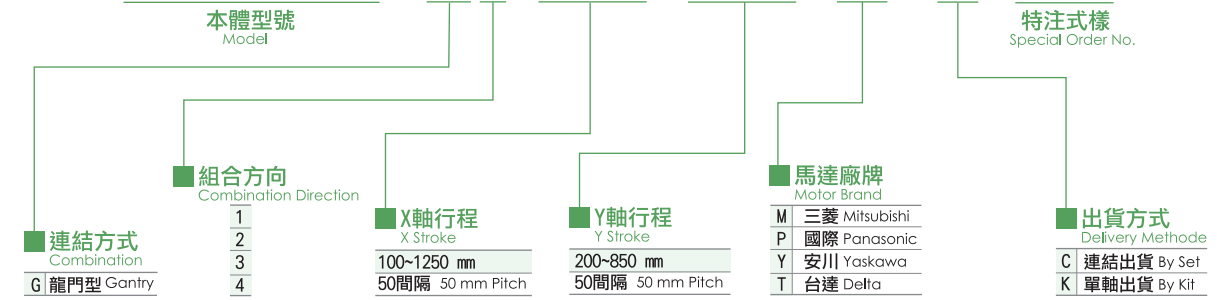 本體型號
Model
特注式樣
Special Order No.
組合方向
Combination Direction
1
2
3
4
馬達廠牌
Motor Brand
M 三菱 Mitsubishi
P 國際 Panasonic
Y 安川 Yaskawa
T 台達 Delta
X軸行程
X Stroke
100~1250 mm
50間隔 50 mm Pitch
Y軸行程
Y Stroke
200~850 mm
50間隔 50 mm Pitch
出貨方式
Delivery Methode
C 連結出貨 By Set
K 單軸出貨 By Kit
連結方式
Combination
G 龍門型 Gantry